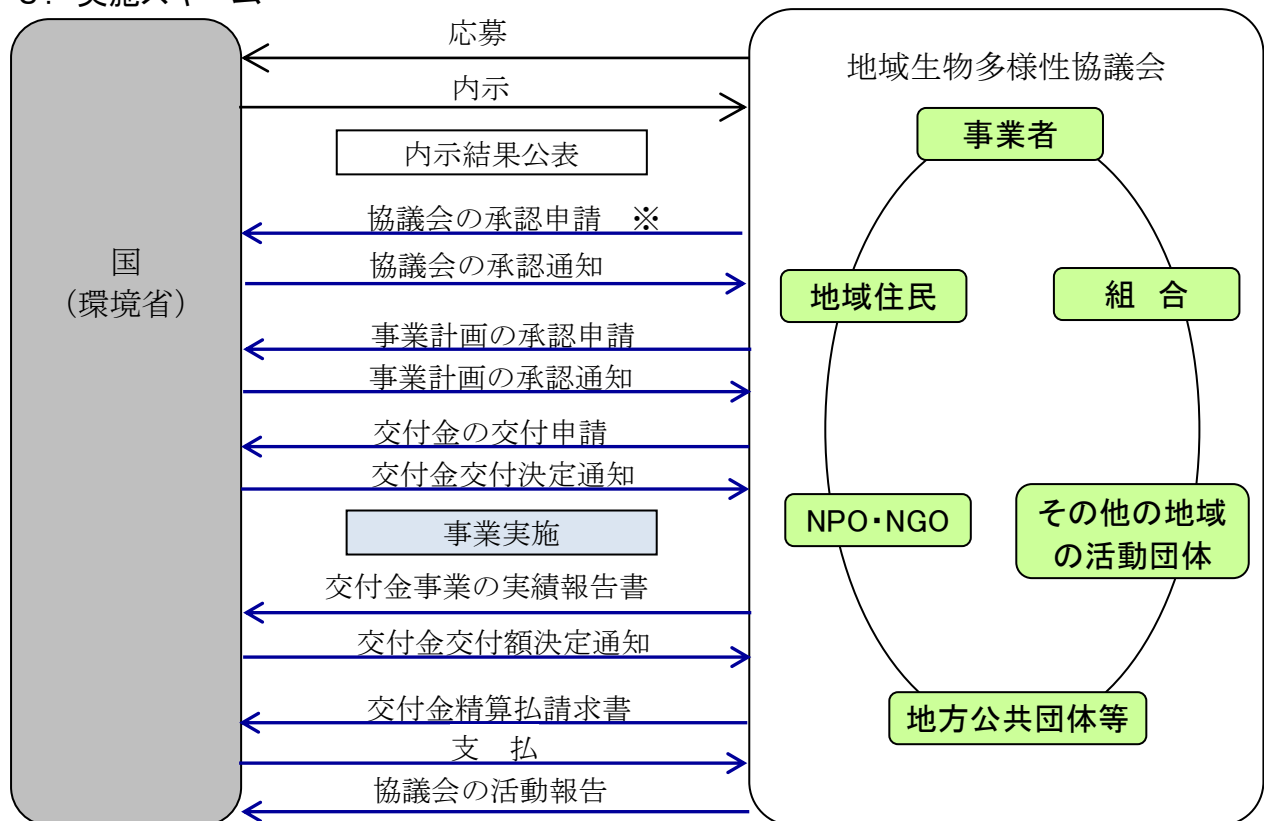 国
(環境省)
応募
内示
内示結果公表
協議会の承認申請 ※
協議会の承認通知
事業計画の承認申請
事業計画の承認通知
交付金の交付申請
交付金交付決定通知
事業実施
交付金事業の実績報告書
交付金交付額決定通知
交付金精算払請求書
支 払
協議会の活動報告
地域生物多様性協議会
事業者
地域住民
組 合
NPO・NGO
その他の地域
の活動団体
地方公共団体等